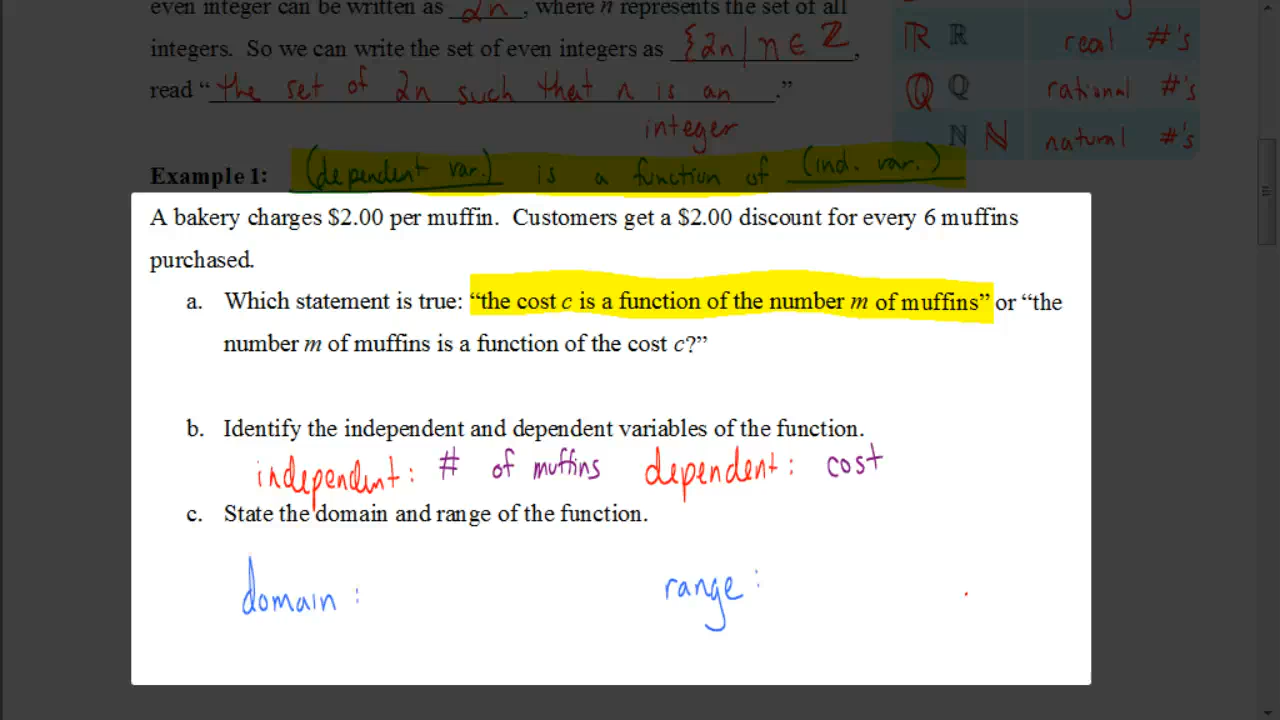 even integer can be written as 2n, where n represents the set of all
integers. So we can write the set of even integers as {2n | n ∈ ℤ,
read “the set of 2n such that n is an
integer.”
ℝ ℝ real #'s
ℚ ℚ rational #'s
ℕ ℕ natural #'s
Example 1: (dependent var.) is a function of (ind. var.)
A bakery charges $2.00 per muffin. Customers get a $2.00 discount for every 6 muffins
purchased.
a. Which statement is true: “the cost c is a function of the number m of muffins” or “the
number m of muffins is a function of the cost c?”
b. Identify the independent and dependent variables of the function.
independent: # of muffins dependent: cost
c. State the domain and range of the function.
domain: range: